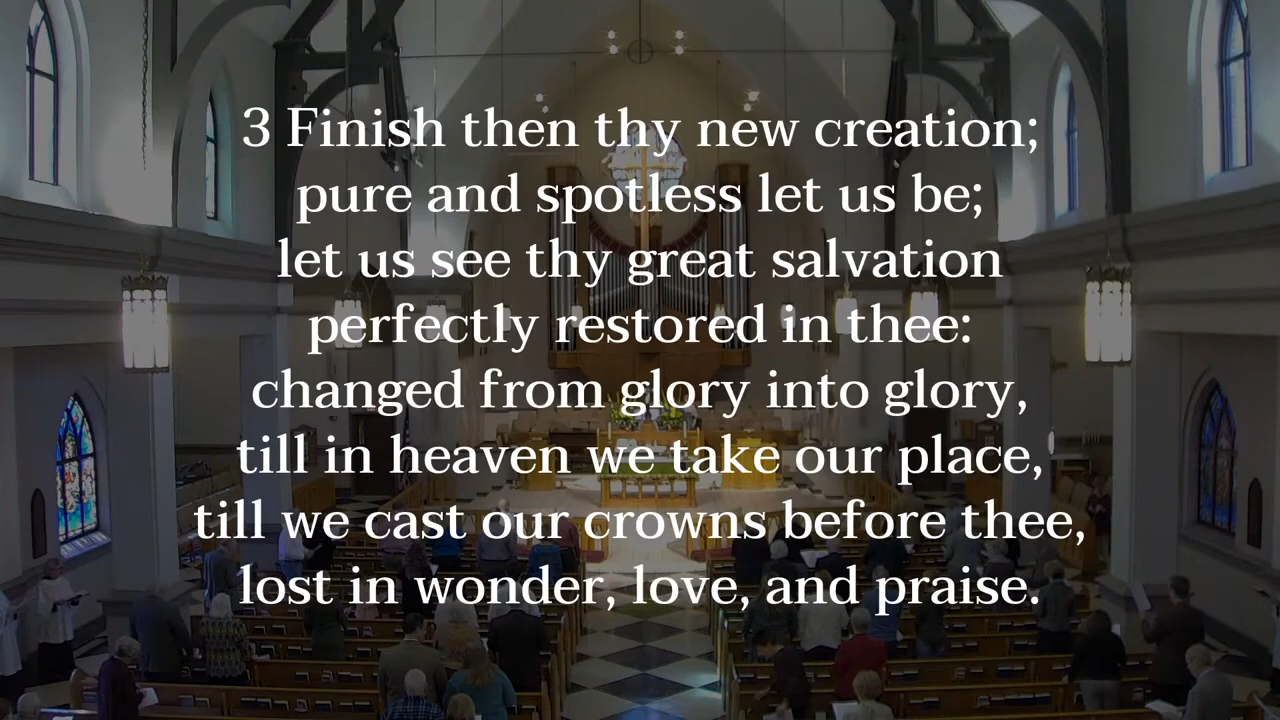 3 Finish then thy new creation;
pure and spotless let us be;
let us see thy great salvation
perfectly restored in thee:
changed from glory into glory,
till in heaven we take our place,
till we cast our crowns before thee,
lost in wonder, love, and praise.